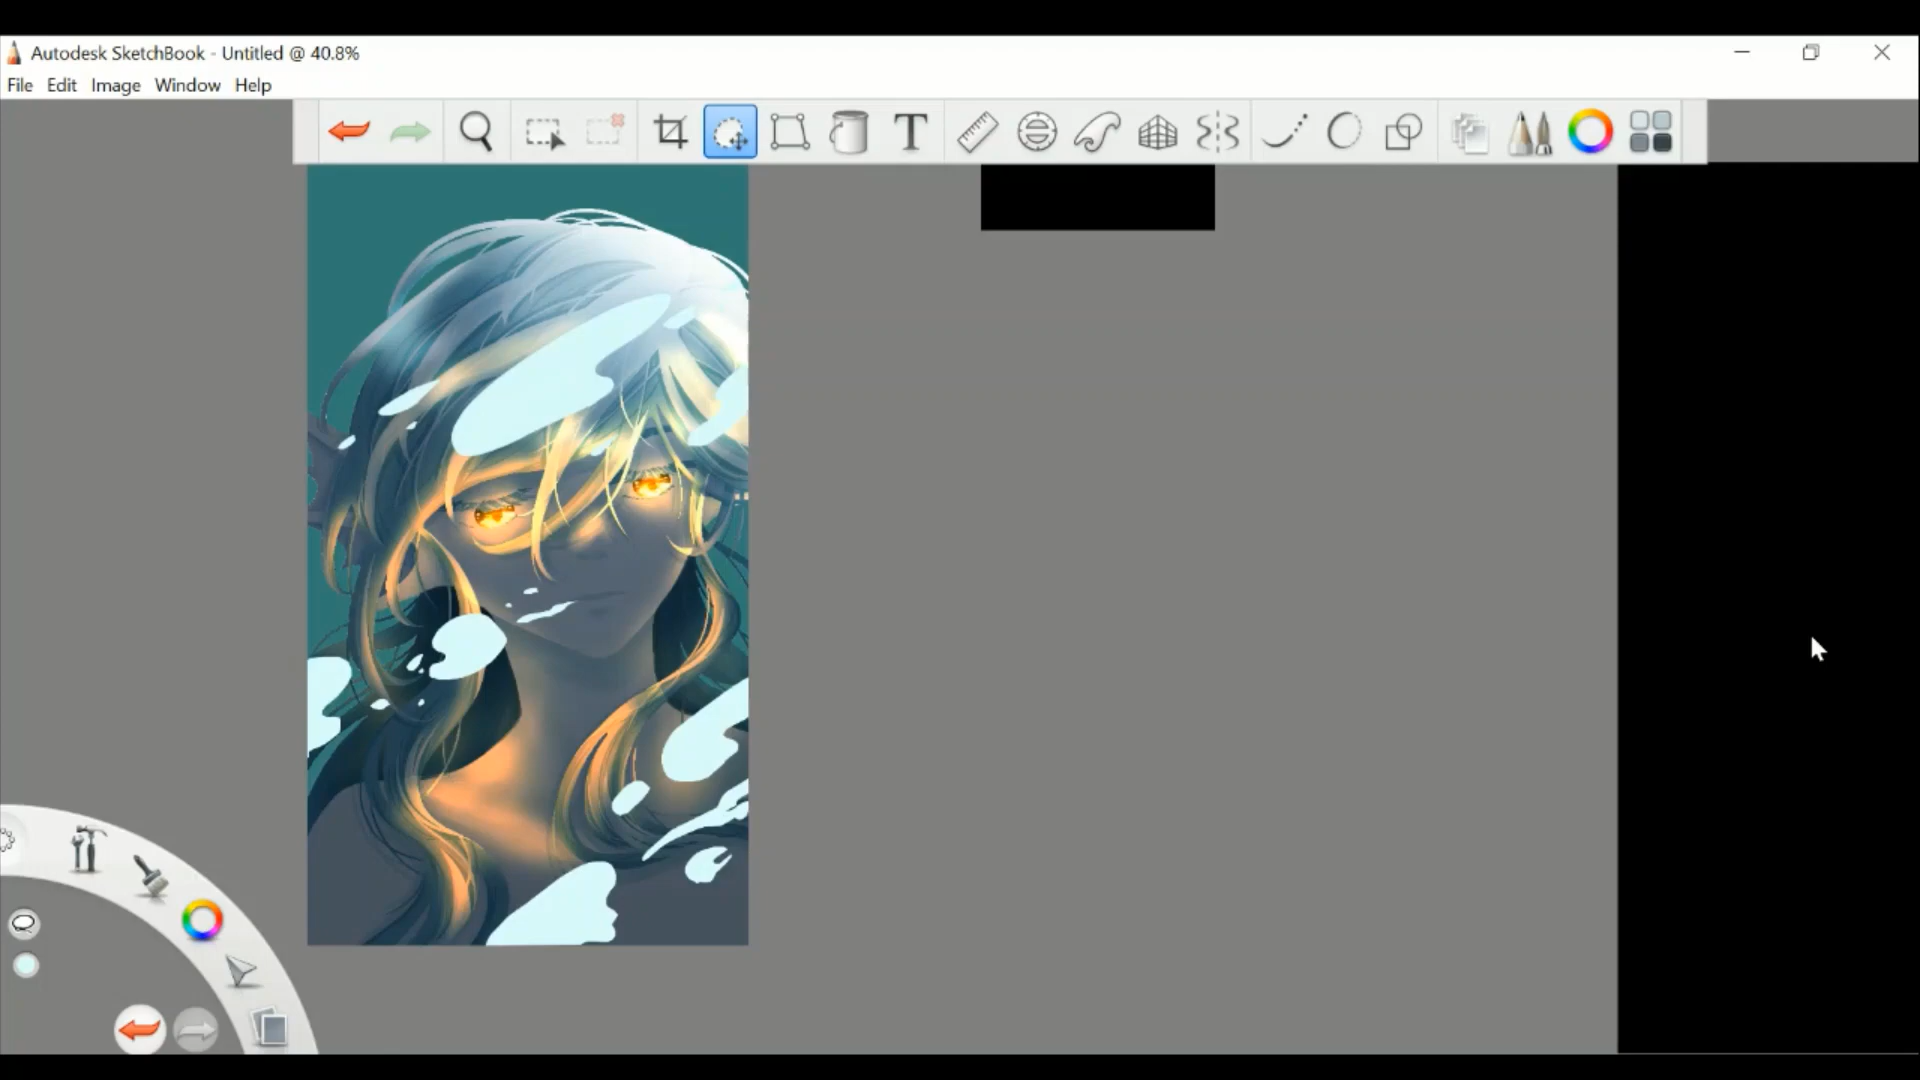 Autodesk SketchBook - Untitled @ 40.8%
File Edit Image Window Help
T